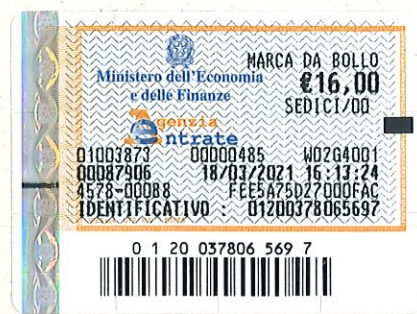 Ministero dell'Economia
e delle Finanze
MARCA DA BOLLO
€16,00
SEDICI/00
Agenzia
Entrate
01003873 00000485 W02G4001
00087906 18/03/2021 16:13:24
4578-00088 FEE5A75D27000FAC
IDENTIFICATIVO : 01200378065697
0 1 20 037806 569 7